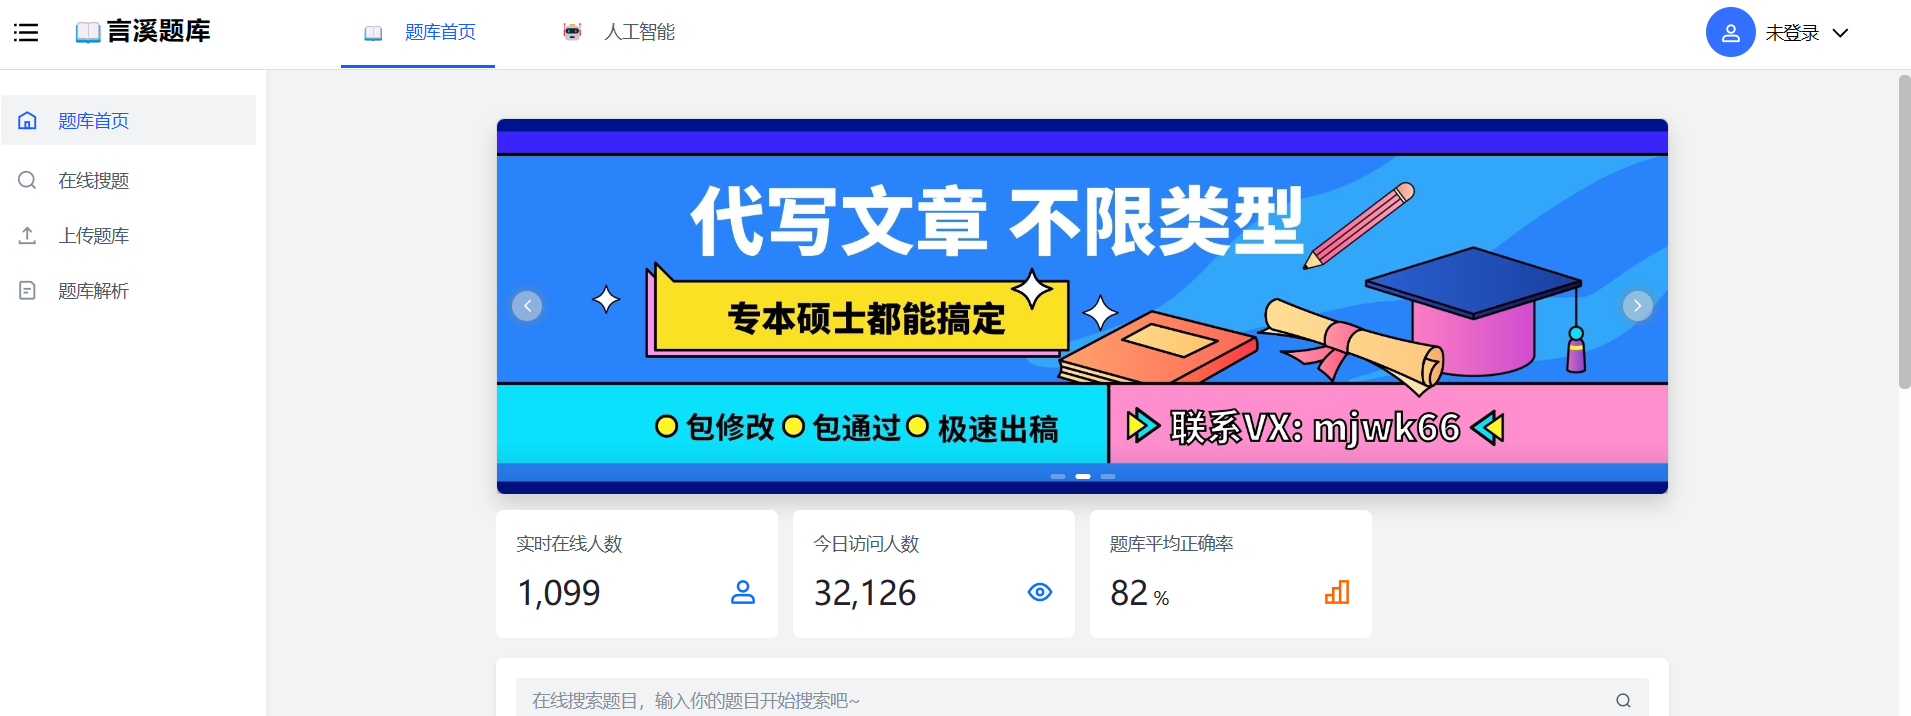 言溪题库
题库首页
人工智能
未登录
题库首页
在线搜题
上传题库
题库解析
代写文章 不限类型
专本硕士都能搞定
包修改 包通过 极速出稿
联系VX: mjwk66
实时在线人数
1,099
今日访问人数
32,126
题库平均正确率
82 %
在线搜索题目，输入你的题目开始搜索吧~